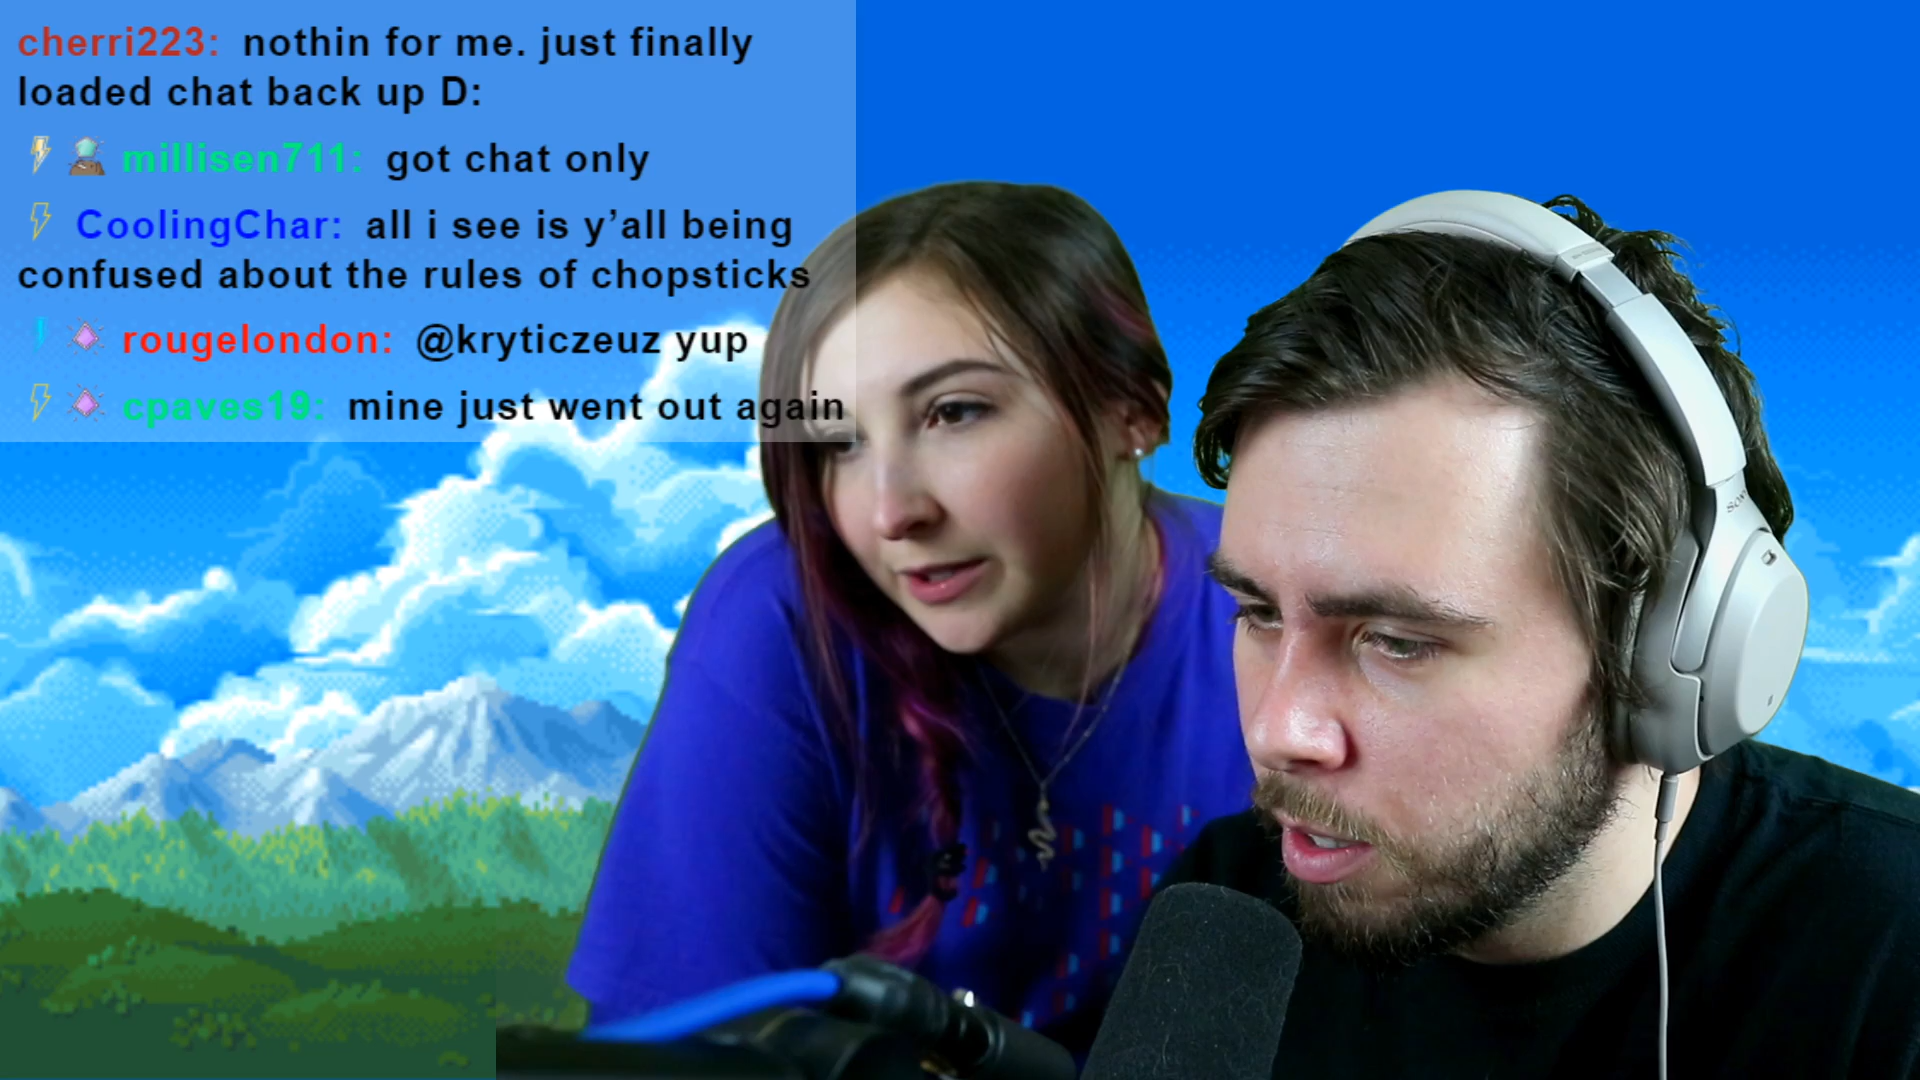 cherri223: nothin for me. just finally
loaded chat back up D:
millisen711: got chat only
CoolingChar: all i see is y’all being
confused about the rules of chopsticks
rougelondon: @kryticzeuz yup
cpaves19: mine just went out again
SONY